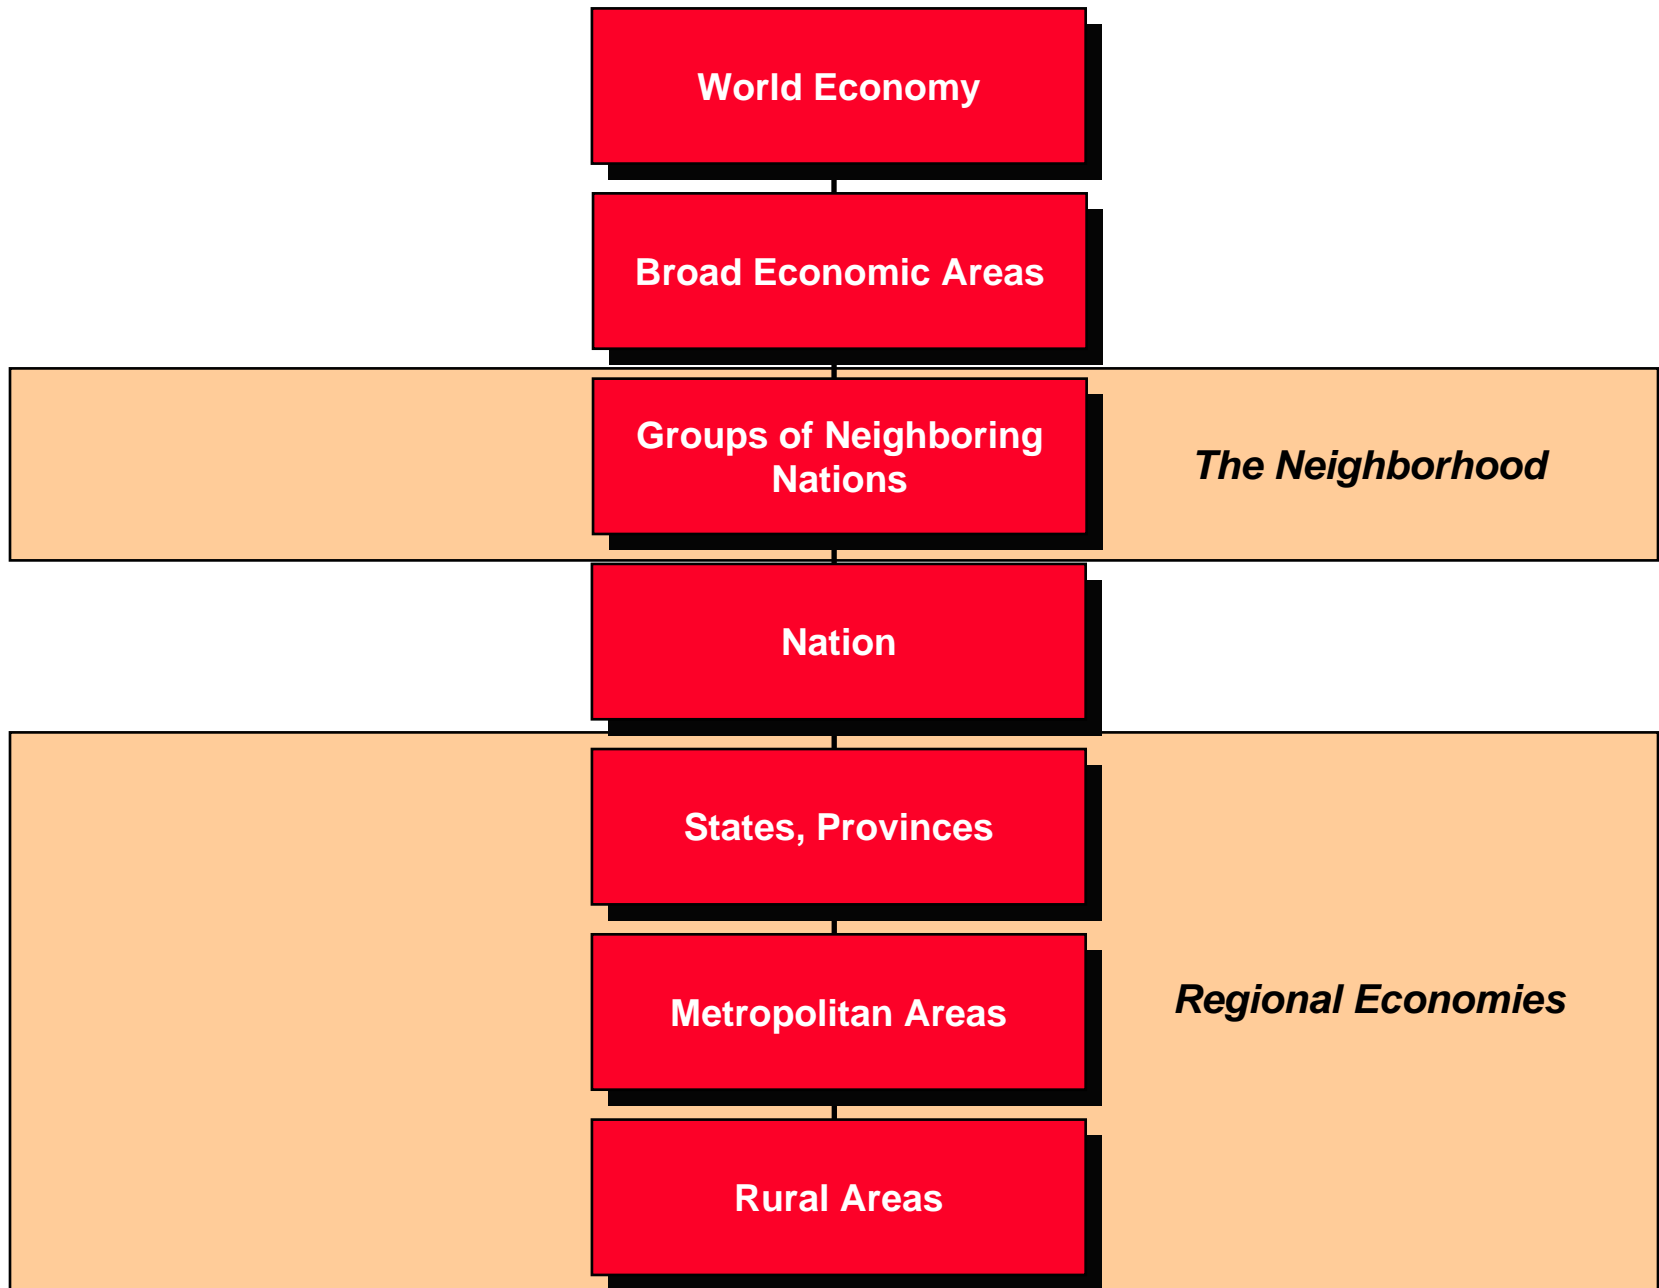 World Economy
Broad Economic Areas
Groups of Neighboring
Nations
The Neighborhood
Nation
States, Provinces
Metropolitan Areas
Regional Economies
Rural Areas